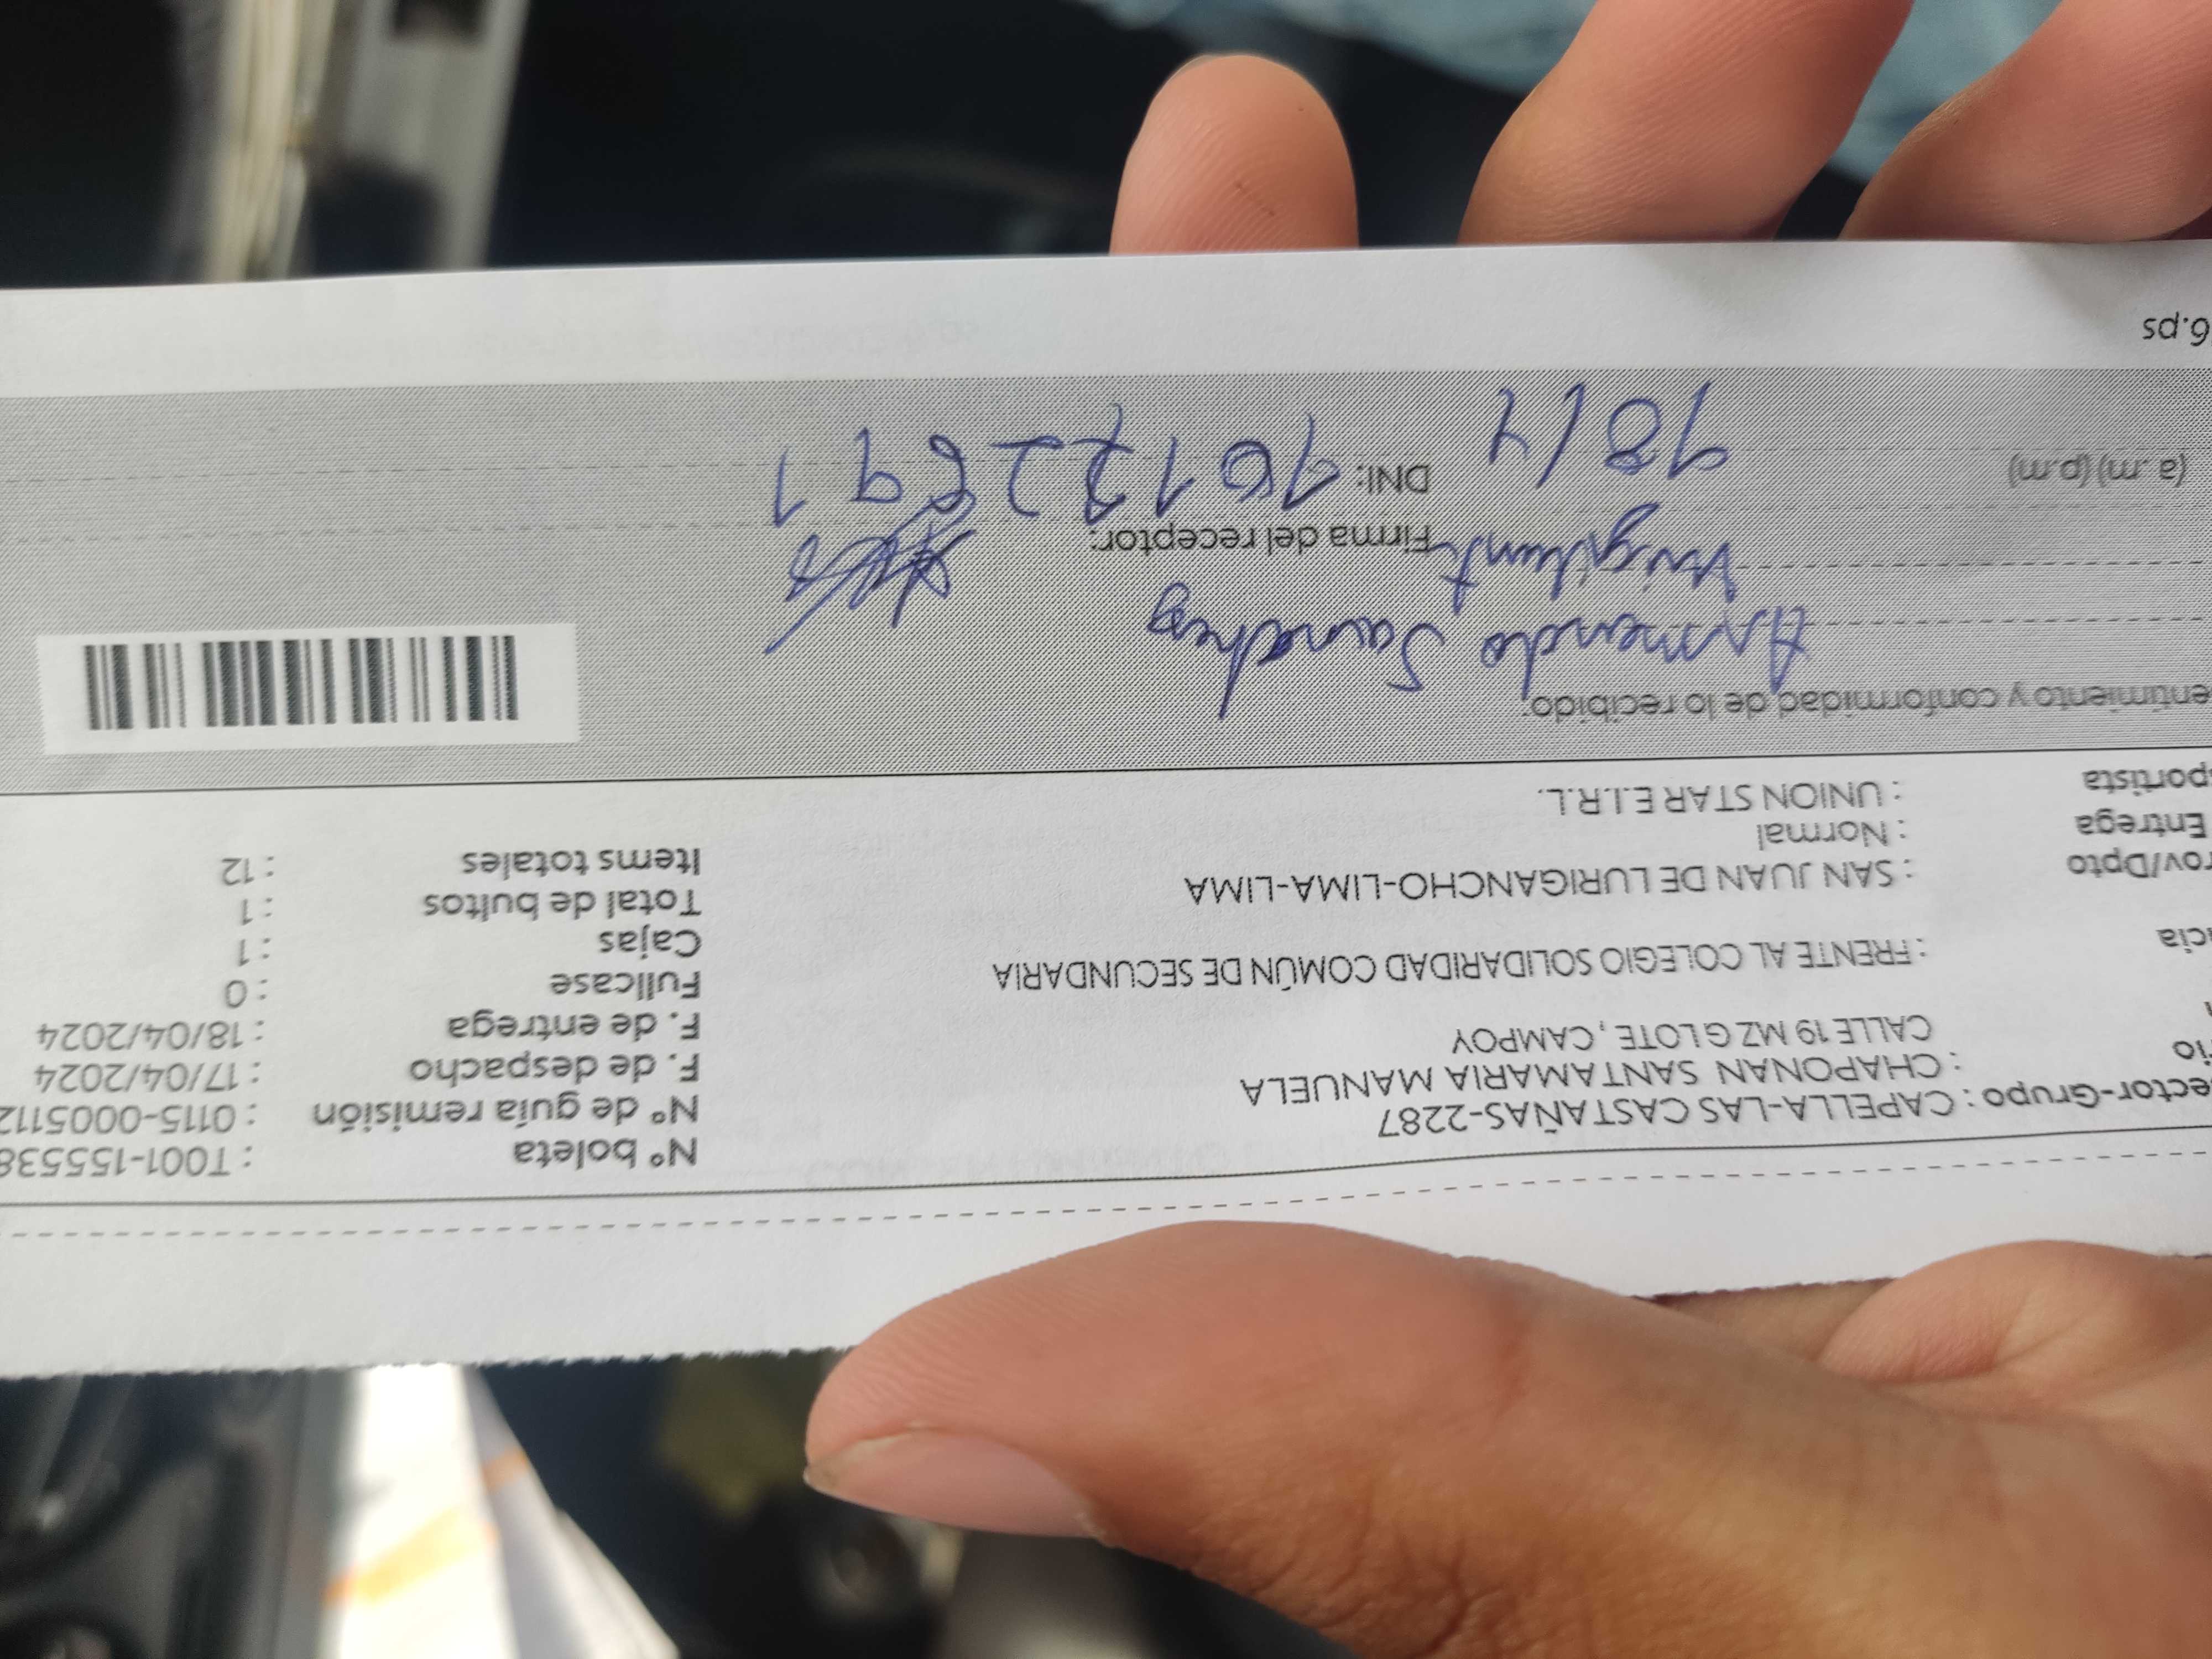 ector-Grupo : CAPELLA-LAS CASTAÑAS-2287
rio : CHAPONAN SANTAMARIA MANUELA
CALLE 19 MZ G LOTE , CAMPOY
cia : FRENTE AL COLEGIO SOLIDARIDAD COMÚN DE SECUNDARIA
rov/Dpto : SAN JUAN DE LURIGANCHO-LIMA-LIMA
Entrega : Normal
portista : UNION STAR E.I.R.L.
N° boleta : T001-155538
N° de guía remisión : 0115-0005112
F. de despacho : 17/04/2024
F. de entrega : 18/04/2024
Fullcase : 0
Cajas : 1
Total de bultos : 1
Items totales : 12
entimiento y conformidad de lo recibido:
Armando Sanchez
Vigilante
Firma del receptor:
(a.m) (p.m)
18/4
DNI:
6.ps